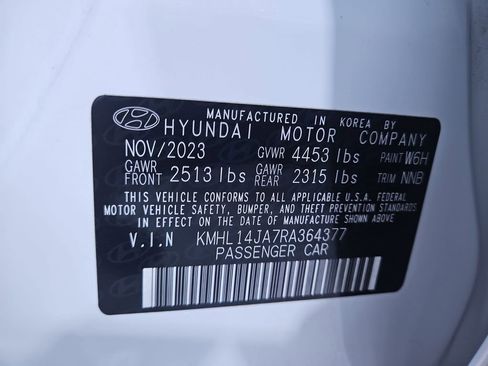 MANUFACTURED IN KOREA BY
HYUNDAI MOTOR COMPANY
NOV/2023 GVWR 4453 lbs PAINT W6H
GAWR FRONT 2513 lbs GAWR REAR 2315 lbs TRIM NNB
THIS VEHICLE CONFORMS TO ALL APPLICABLE U.S.A. FEDERAL
MOTOR VEHICLE SAFETY, BUMPER, AND THEFT PREVENTION STANDARDS
IN EFFECT ON THE DATE OF MANUFACTURE SHOWN ABOVE.
V.I.N KMHL14JA7RA364377
PASSENGER CAR